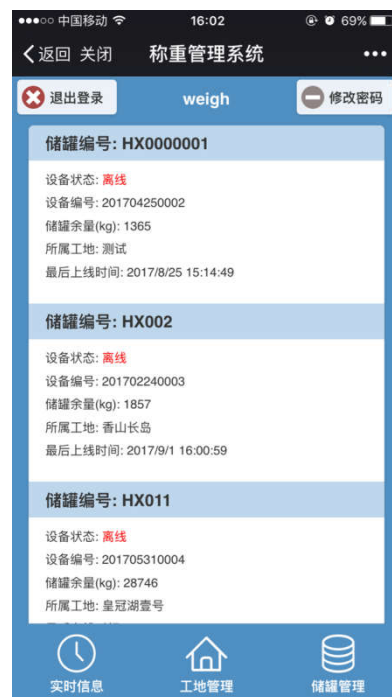 中国移动 16:02 69%
返回 关闭 称重管理系统
退出登录 weigh 修改密码
储罐编号: HX0000001
设备状态: 离线
设备编号: 201704250002
储罐余量(kg): 1365
所属工地: 测试
最后上线时间: 2017/8/25 15:14:49
储罐编号: HX002
设备状态: 离线
设备编号: 201702240003
储罐余量(kg): 1857
所属工地: 香山长岛
最后上线时间: 2017/9/1 16:00:59
储罐编号: HX011
设备状态: 离线
设备编号: 201705310004
储罐余量(kg): 28746
所属工地: 皇冠湖壹号
实时信息 工地管理 储罐管理